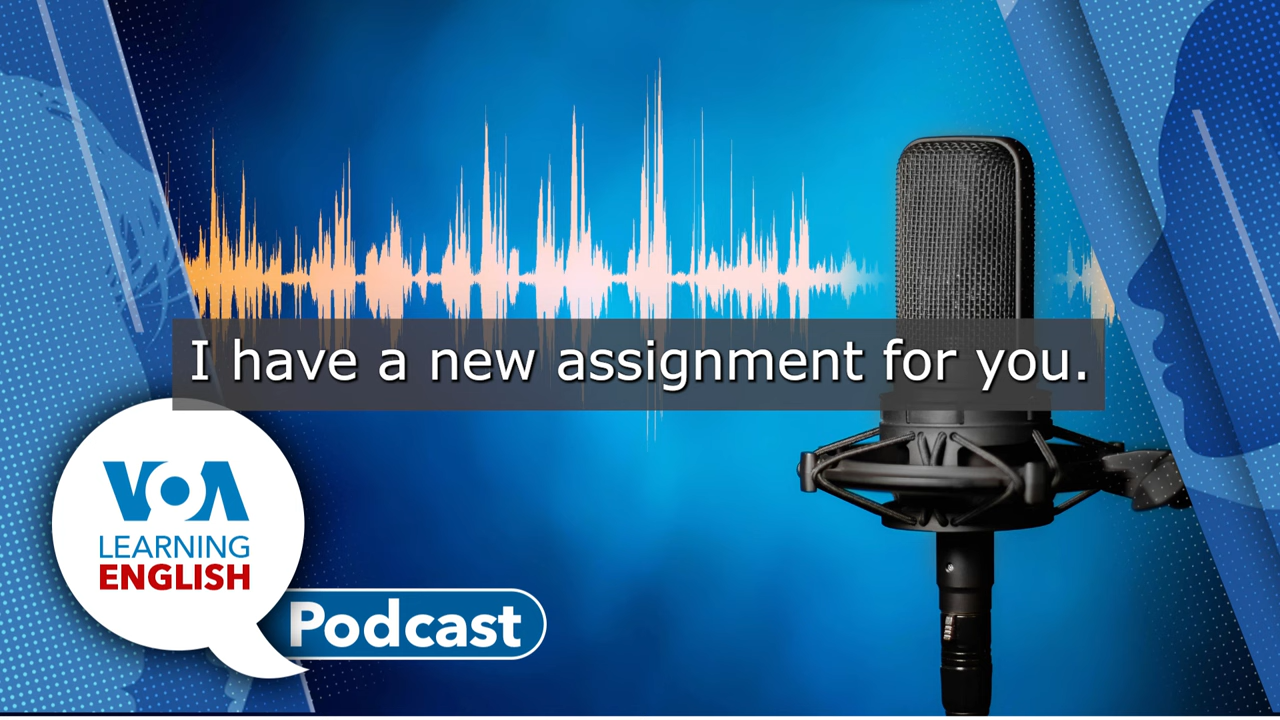 I have a new assignment for you.
VOA
LEARNING
ENGLISH
Podcast